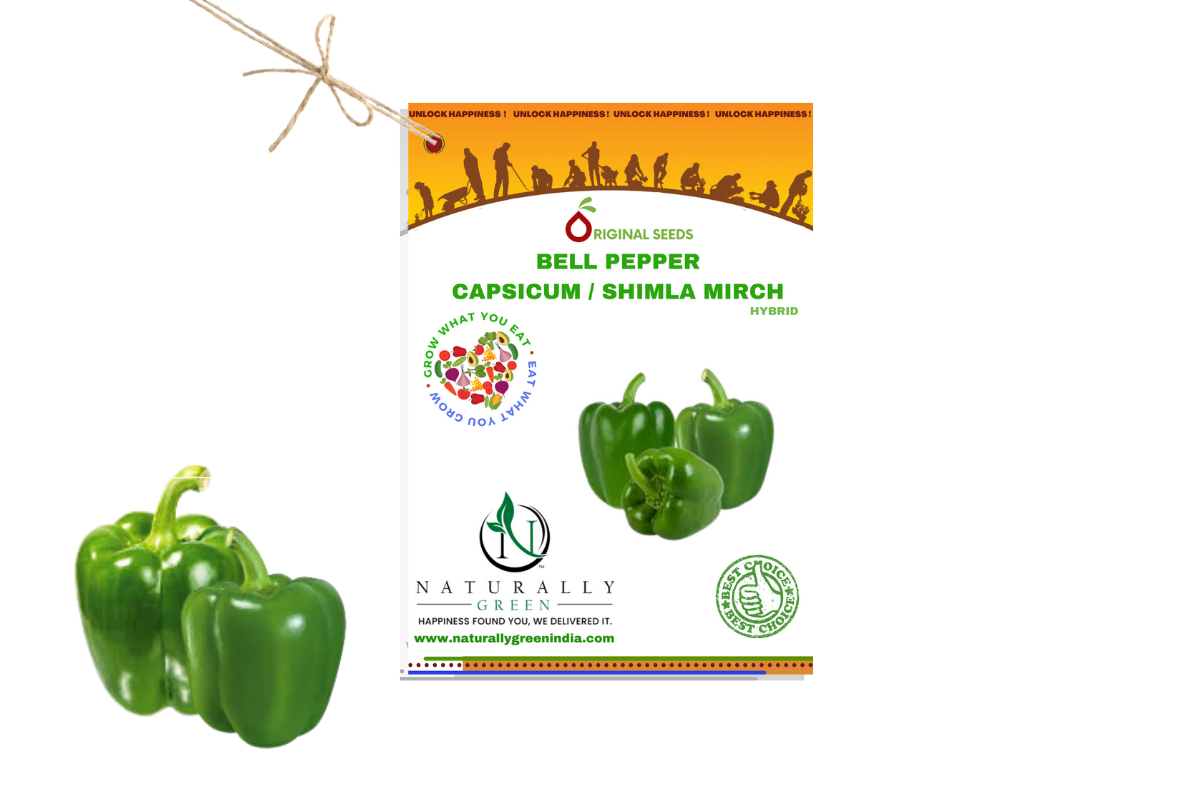 UNLOCK HAPPINESS ! UNLOCK HAPPINESS ! UNLOCK HAPPINESS ! UNLOCK HAPPINESS !
RIGINAL SEEDS
BELL PEPPER
CAPSICUM / SHIMLA MIRCH
HYBRID
GROW WHAT YOU EAT • EAT WHAT YOU GROW •
N
TM
NATURALLY
GREEN
HAPPINESS FOUND YOU, WE DELIVERED IT.
www.naturallygreenindia.com
BEST CHOICE
BEST CHOICE